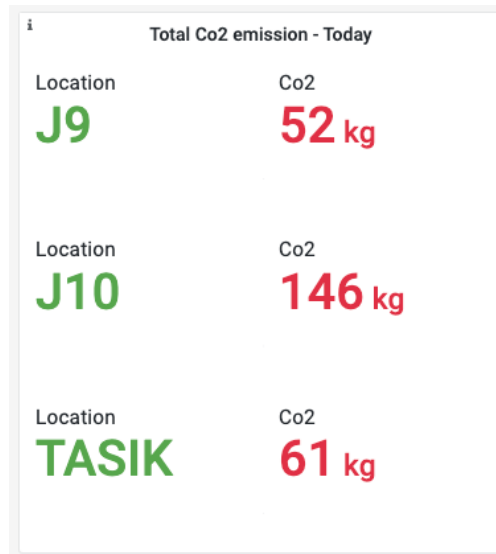 i
Total Co2 emission - Today
Location Co2
J9 52 kg
Location Co2
J10 146 kg
Location Co2
TASIK 61 kg